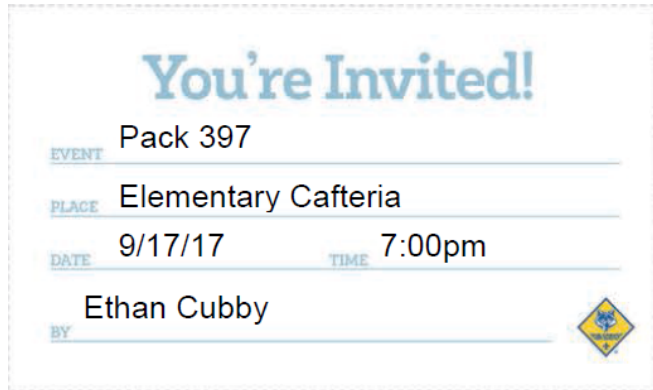 You're Invited!
EVENT Pack 397
PLACE Elementary Cafteria
DATE 9/17/17 TIME 7:00pm
BY Ethan Cubby